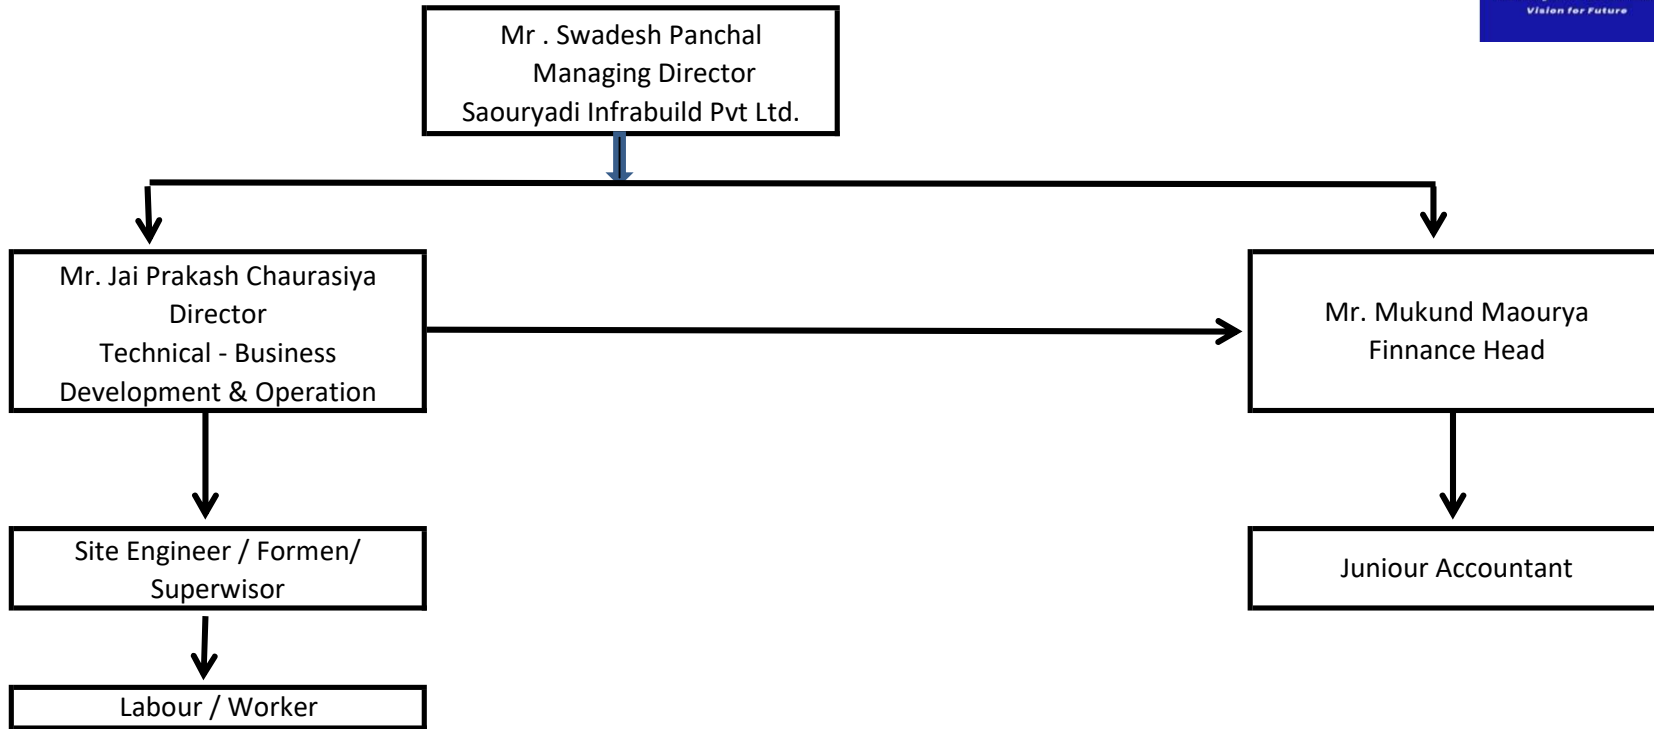 Vision for Future
Mr . Swadesh Panchal
Managing Director
Saouryadi Infrabuild Pvt Ltd.
Mr. Jai Prakash Chaurasiya
Director
Technical - Business
Development & Operation
Mr. Mukund Maourya
Finnance Head
Site Engineer / Formen/
Superwisor
Juniour Accountant
Labour / Worker